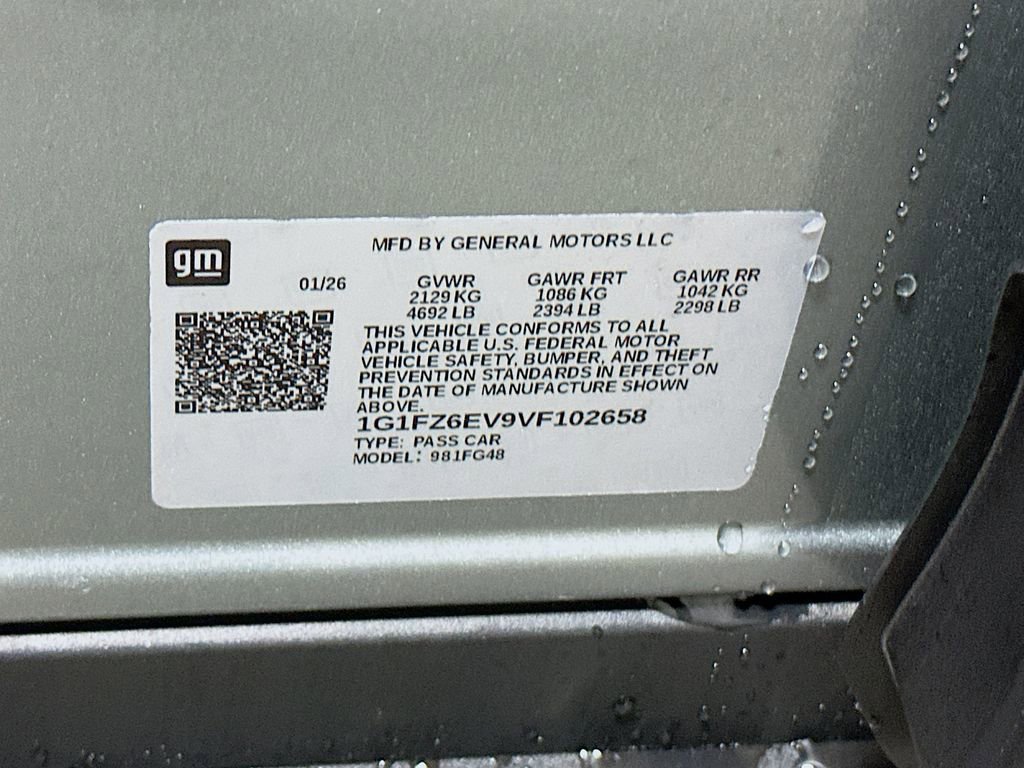 gm
MFD BY GENERAL MOTORS LLC
01/26
GVWR GAWR FRT GAWR RR
2129 KG 1086 KG 1042 KG
4692 LB 2394 LB 2298 LB
THIS VEHICLE CONFORMS TO ALL
APPLICABLE U.S. FEDERAL MOTOR
VEHICLE SAFETY, BUMPER, AND THEFT
PREVENTION STANDARDS IN EFFECT ON
THE DATE OF MANUFACTURE SHOWN
ABOVE.
1G1FZ6EV9VF102658
TYPE: PASS CAR
MODEL: 981FG48